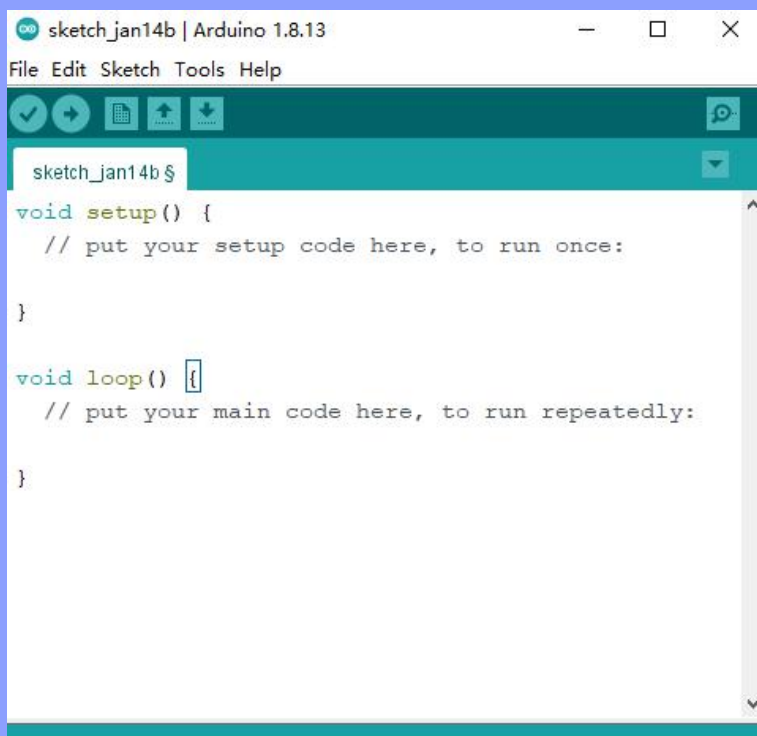 sketch_jan14b | Arduino 1.8.13
File Edit Sketch Tools Help
sketch_jan14b §
void setup() {
  // put your setup code here, to run once:
}
void loop() {
  // put your main code here, to run repeatedly:
}